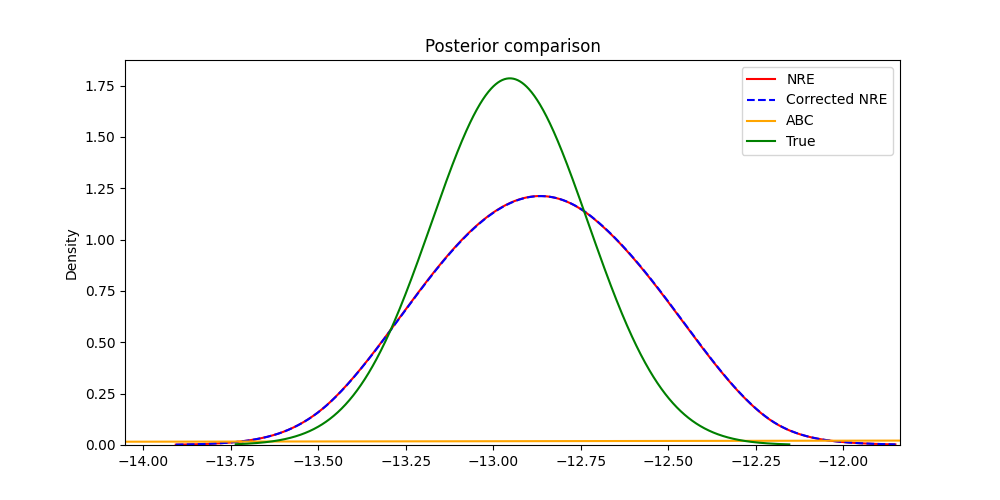 Posterior comparison
NRE
Corrected NRE
ABC
True
Density
1.75
1.50
1.25
1.00
0.75
0.50
0.25
0.00
−14.00 −13.75 −13.50 −13.25 −13.00 −12.75 −12.50 −12.25 −12.00